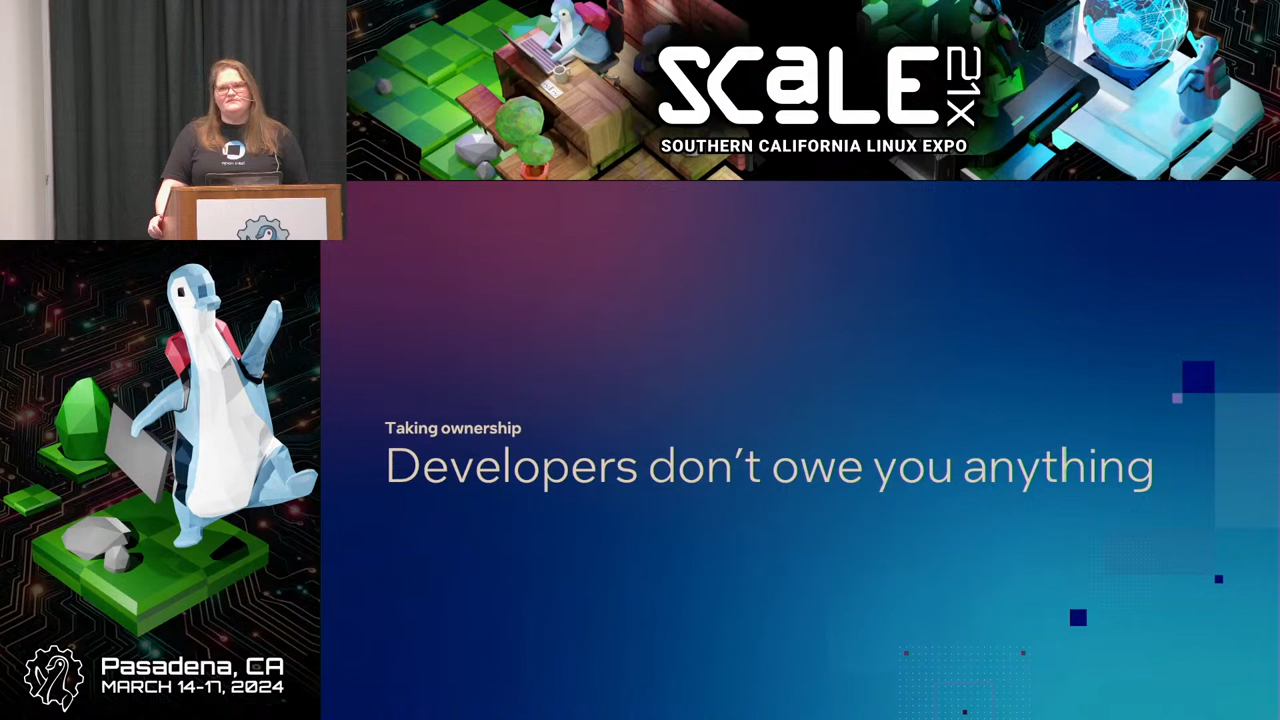 SCaLE 21X
SOUTHERN CALIFORNIA LINUX EXPO
Taking ownership
Developers don't owe you anything
Pasadena, CA
MARCH 14-17, 2024